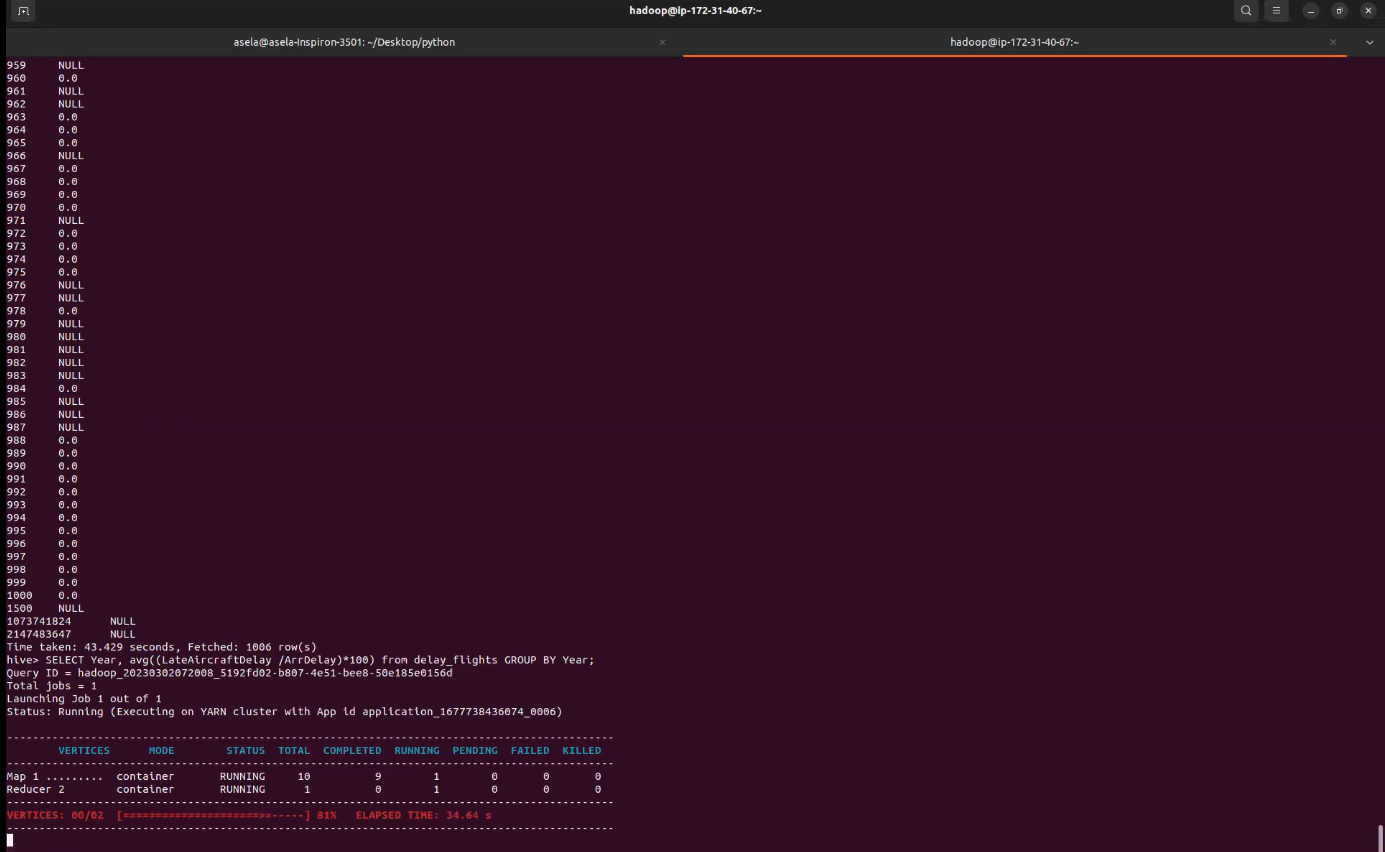 hadoop@ip-172-31-40-67:~
asela@asela-Inspiron-3501: ~/Desktop/python
hadoop@ip-172-31-40-67:~
959 NULL
960 0.0
961 NULL
962 NULL
963 0.0
964 0.0
965 0.0
966 NULL
967 0.0
968 0.0
969 0.0
970 0.0
971 NULL
972 0.0
973 0.0
974 0.0
975 0.0
976 NULL
977 NULL
978 0.0
979 NULL
980 NULL
981 NULL
982 NULL
983 NULL
984 0.0
985 NULL
986 NULL
987 NULL
988 0.0
989 0.0
990 0.0
991 0.0
992 0.0
993 0.0
994 0.0
995 0.0
996 0.0
997 0.0
998 0.0
999 0.0
1000 0.0
1500 NULL
1073741824 NULL
2147483647 NULL
Time taken: 43.429 seconds, Fetched: 1006 row(s)
hive> SELECT Year, avg((LateAircraftDelay /ArrDelay)*100) from delay_flights GROUP BY Year;
Query ID = hadoop_20230302072008_5192fd02-b807-4e51-bee8-50e185e0156d
Total jobs = 1
Launching Job 1 out of 1
Status: Running (Executing on YARN cluster with App id application_1677738436074_0006)
----------------------------------------------------------------------------------------------
VERTICES MODE STATUS TOTAL COMPLETED RUNNING PENDING FAILED KILLED
----------------------------------------------------------------------------------------------
Map 1 ......... container RUNNING 10 9 1 0 0 0
Reducer 2 container RUNNING 1 0 1 0 0 0
----------------------------------------------------------------------------------------------
VERTICES: 00/02 [======================>>-----] 81% ELAPSED TIME: 34.64 s
----------------------------------------------------------------------------------------------